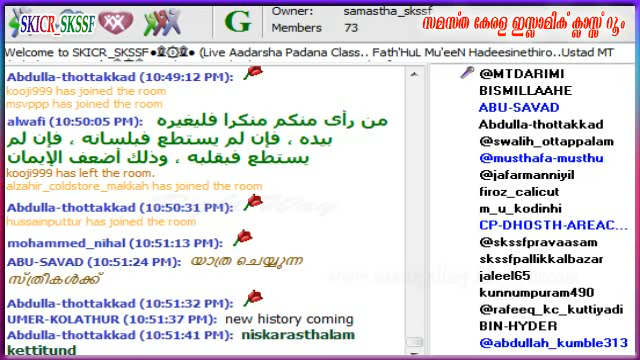 SKICR-SKSSF
G
Owner: samastha_skssf
Members 73
സമസ്ത കേരള ഇസ്ലാമിക് ക്ലാസ്സ് റൂം
Welcome to SKICR_SKSSF (Live Aadarsha Padana Class.. Fath'HuL Mu'eeN Hadeesinethiro..Ustad MT
Abdulla-thottakkad (10:49:12 PM):
kooji999 has joined the room
msvppp has joined the room
alwafi (10:50:05 PM): من رأى منكم منكرا فليغيره
بيده ، فإن لم يستطع فبلسانه ، فإن لم
يستطع فبقلبه ، وذلك أضعف الإيمان
kooji999 has left the room.
alzahir_coldstore_makkah has joined the room
Abdulla-thottakkad (10:50:31 PM):
hussainputtur has joined the room
mohammed_nihal (10:51:13 PM):
ABU-SAVAD (10:51:24 PM): യാത്ര ചെയ്യുന്ന
സ്ത്രീകൾക്ക്
Abdulla-thottakkad (10:51:32 PM):
UMER-KOLATHUR (10:51:37 PM): new history coming
Abdulla-thottakkad (10:51:41 PM): niskarasthalam
kettitund
@MTDARIMI
BISMILLAAHE
ABU-SAVAD
Abdulla-thottakkad
@swalih_ottappalam
@musthafa-musthu
@jafarmanniyil
firoz_calicut
m_u_kodinhi
CP-DHOSTH-AREAC...
@skssfpravaasam
skssfpallikkalbazar
jaleel65
kunnumpuram490
@rafeeq_kc_kuttiyadi
BIN-HYDER
@abdullah_kumble313